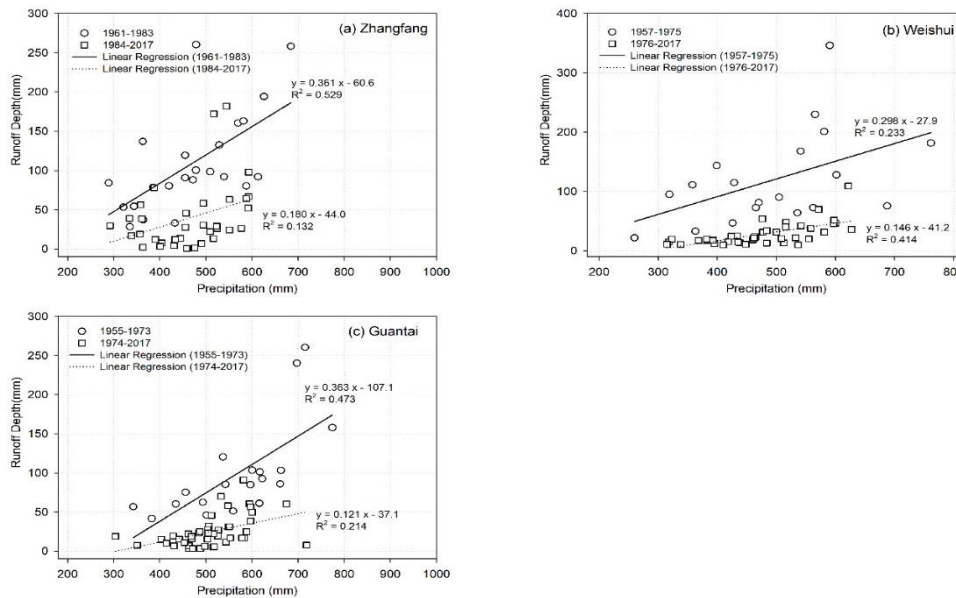 300
250
200
150
100
50
0
Runoff Depth(mm)
(a) Zhangfang
1961-1983
1984-2017
Linear Regression (1961-1983)
Linear Regression (1984-2017)
y = 0.361 x - 60.6
R² = 0.529
y = 0.180 x - 44.0
R² = 0.132
200 300 400 500 600 700 800 900 1000
Precipitation (mm)
400
300
200
100
0
Runoff Depth(mm)
(b) Weishui
1957-1975
1976-2017
Linear Regression (1957-1975)
Linear Regression (1976-2017)
y = 0.298 x - 27.9
R² = 0.233
y = 0.146 x - 41.2
R² = 0.414
200 300 400 500 600 700 80
Precipitation (mm)
300
250
200
150
100
50
0
Runoff Depth(mm)
(c) Guantai
1955-1973
1974-2017
Linear Regression (1955-1973)
Linear Regression (1974-2017)
y = 0.363 x - 107.1
R² = 0.473
y = 0.121 x - 37.1
R² = 0.214
200 300 400 500 600 700 800 900 1000
Precipitation (mm)